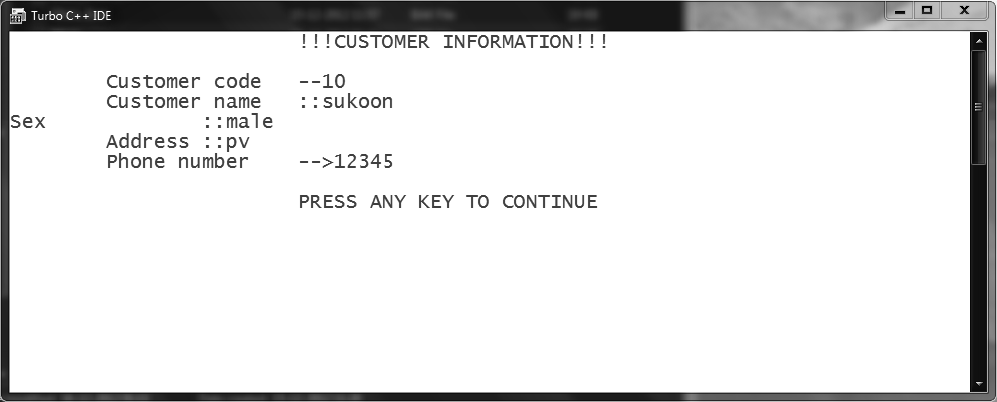 Turbo C++ IDE
!!!CUSTOMER INFORMATION!!!
Customer code --10
Customer name ::sukoon
Sex ::male
Address ::pv
Phone number -->12345
PRESS ANY KEY TO CONTINUE